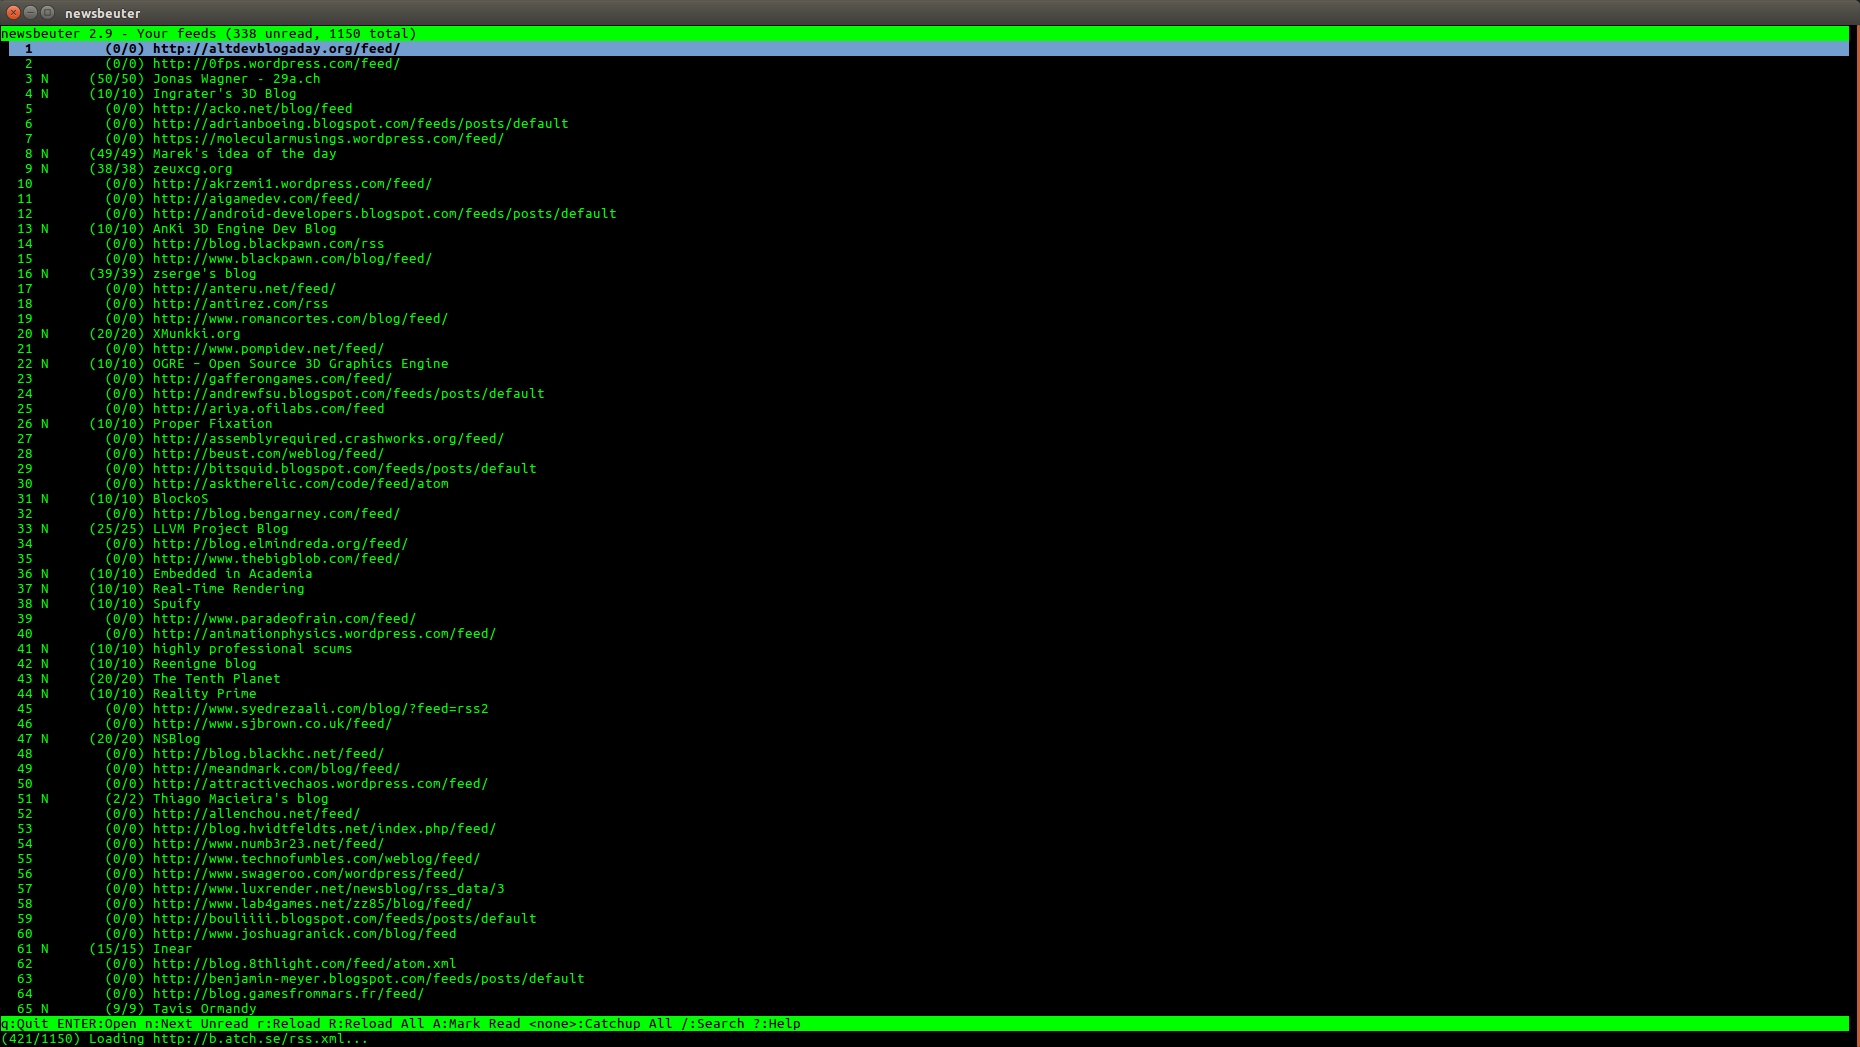 newsbeuter
newsbeuter 2.9 - Your feeds (338 unread, 1150 total)
1 (0/0) http://altdevblogaday.org/feed/
2 (0/0) http://0fps.wordpress.com/feed/
3 N (50/50) Jonas Wagner - 29a.ch
4 N (10/10) Ingrater's 3D Blog
5 (0/0) http://acko.net/blog/feed
6 (0/0) http://adrianboeing.blogspot.com/feeds/posts/default
7 (0/0) https://molecularmusings.wordpress.com/feed/
8 N (49/49) Marek's idea of the day
9 N (38/38) zeuxcg.org
10 (0/0) http://akrzemi1.wordpress.com/feed/
11 (0/0) http://aigamedev.com/feed/
12 (0/0) http://android-developers.blogspot.com/feeds/posts/default
13 N (10/10) AnKi 3D Engine Dev Blog
14 (0/0) http://blog.blackpawn.com/rss
15 (0/0) http://www.blackpawn.com/blog/feed/
16 N (39/39) zserge's blog
17 (0/0) http://anteru.net/feed/
18 (0/0) http://antirez.com/rss
19 (0/0) http://www.romancortes.com/blog/feed/
20 N (20/20) XMunkki.org
21 (0/0) http://www.pompidev.net/feed/
22 N (10/10) OGRE – Open Source 3D Graphics Engine
23 (0/0) http://gafferongames.com/feed/
24 (0/0) http://andrewfsu.blogspot.com/feeds/posts/default
25 (0/0) http://ariya.ofilabs.com/feed
26 N (10/10) Proper Fixation
27 (0/0) http://assemblyrequired.crashworks.org/feed/
28 (0/0) http://beust.com/weblog/feed/
29 (0/0) http://bitsquid.blogspot.com/feeds/posts/default
30 (0/0) http://asktherelic.com/code/feed/atom
31 N (10/10) BlockoS
32 (0/0) http://blog.bengarney.com/feed/
33 N (25/25) LLVM Project Blog
34 (0/0) http://blog.elmindreda.org/feed/
35 (0/0) http://www.thebigblob.com/feed/
36 N (10/10) Embedded in Academia
37 N (10/10) Real-Time Rendering
38 N (10/10) Spuify
39 (0/0) http://www.paradeofrain.com/feed/
40 (0/0) http://animationphysics.wordpress.com/feed/
41 N (10/10) highly professional scums
42 N (10/10) Reenigne blog
43 N (20/20) The Tenth Planet
44 N (10/10) Reality Prime
45 (0/0) http://www.syedrezaali.com/blog/?feed=rss2
46 (0/0) http://www.sjbrown.co.uk/feed/
47 N (20/20) NSBlog
48 (0/0) http://blog.blackhc.net/feed/
49 (0/0) http://meandmark.com/blog/feed/
50 (0/0) http://attractivechaos.wordpress.com/feed/
51 N (2/2) Thiago Macieira's blog
52 (0/0) http://allenchou.net/feed/
53 (0/0) http://blog.hvidtfeldts.net/index.php/feed/
54 (0/0) http://www.numb3r23.net/feed/
55 (0/0) http://www.technofumbles.com/weblog/feed/
56 (0/0) http://www.swageroo.com/wordpress/feed/
57 (0/0) http://www.luxrender.net/newsblog/rss_data/3
58 (0/0) http://www.lab4games.net/zz85/blog/feed/
59 (0/0) http://bouliiii.blogspot.com/feeds/posts/default
60 (0/0) http://www.joshuagranick.com/blog/feed
61 N (15/15) Inear
62 (0/0) http://blog.8thlight.com/feed/atom.xml
63 (0/0) http://benjamin-meyer.blogspot.com/feeds/posts/default
64 (0/0) http://blog.gamesfrommars.fr/feed/
65 N (9/9) Tavis Ormandy
q:Quit ENTER:Open n:Next Unread r:Reload R:Reload All A:Mark Read <none>:Catchup All /:Search ?:Help
(421/1150) Loading http://b.atch.se/rss.xml...